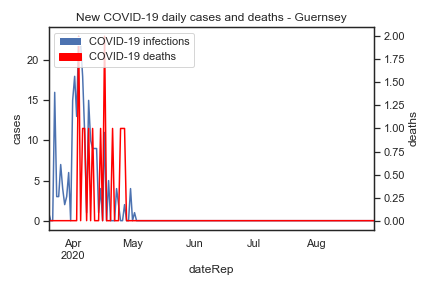 New COVID-19 daily cases and deaths - Guernsey
COVID-19 infections
COVID-19 deaths
20
15
10
5
0
cases
2.00
1.75
1.50
1.25
1.00
0.75
0.50
0.25
0.00
deaths
Apr May Jun Jul Aug
2020
dateRep